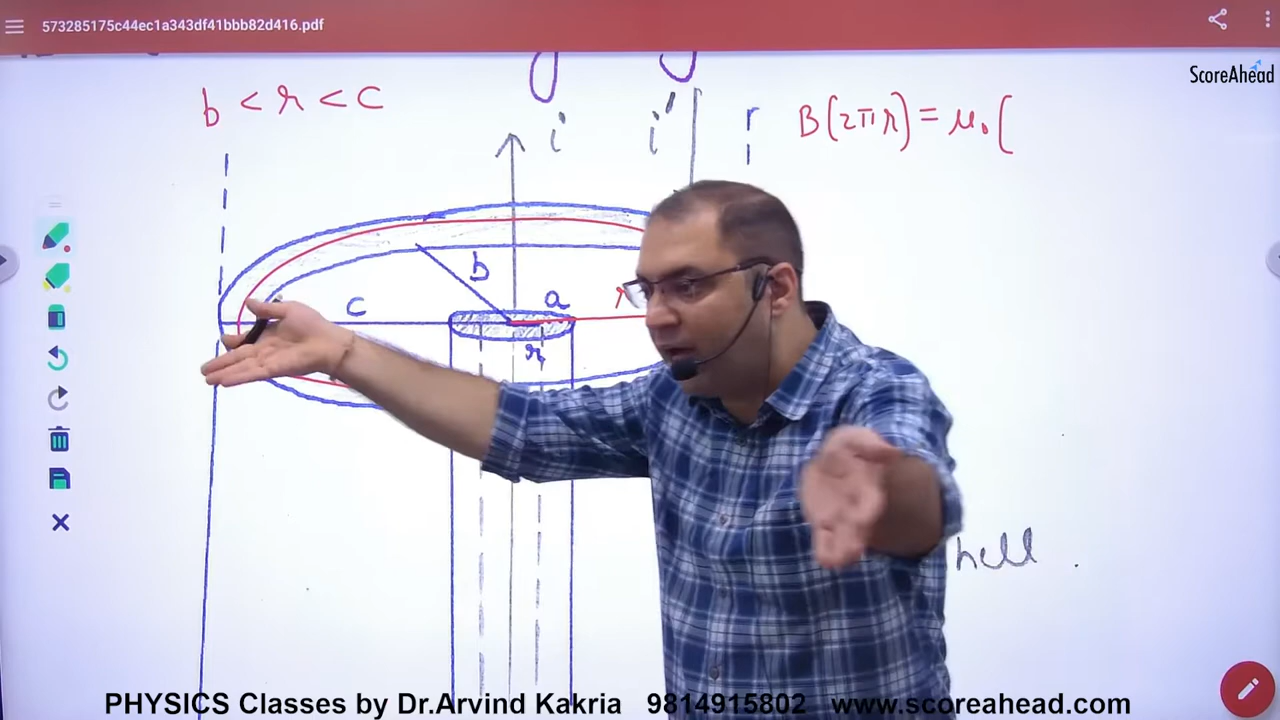 573285175c44ec1a343df41bbb82d416.pdf
ScoreAhead
b < r < c
i
i'
r
B(2πr) = μ₀(
b
a
c
r
r
hell.
PHYSICS Classes by Dr.Arvind Kakria 9814915802 www.scoreahead.com